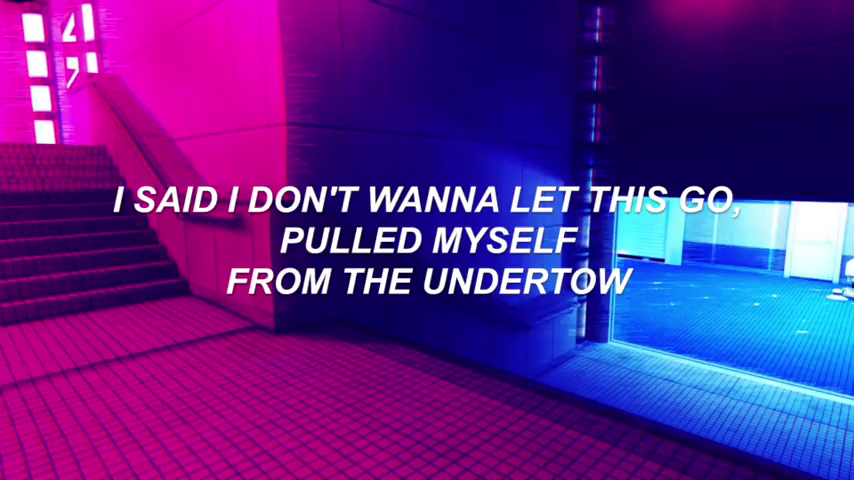 I SAID I DON'T WANNA LET THIS GO,
PULLED MYSELF
FROM THE UNDERTOW